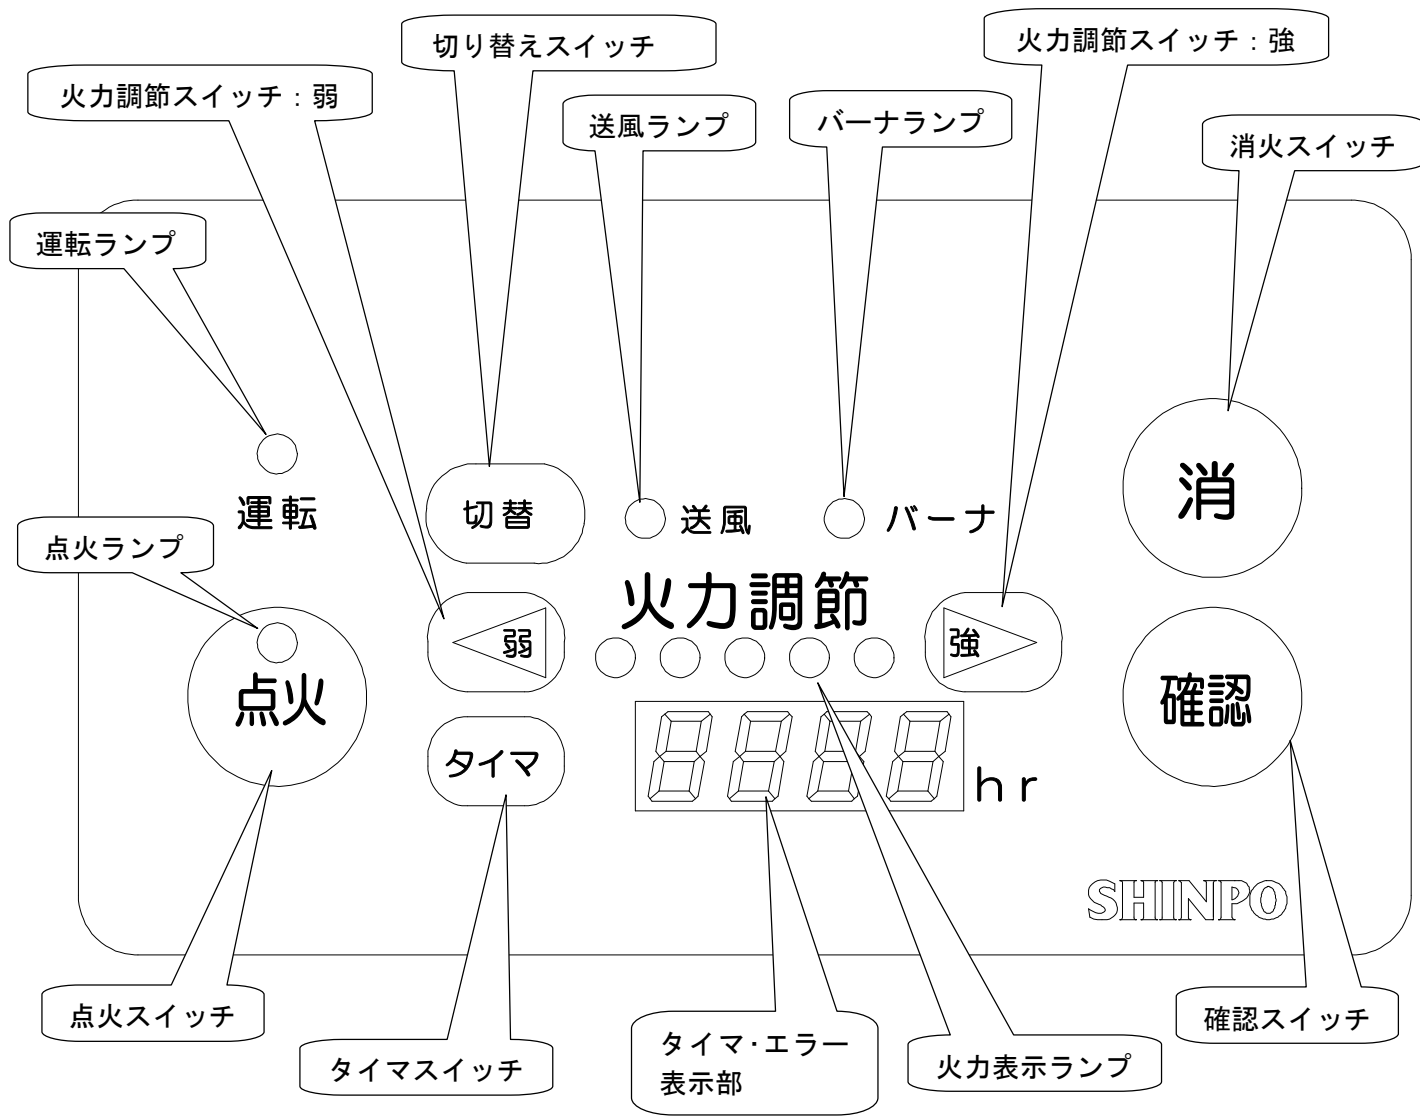 切り替えスイッチ
火力調節スイッチ：強
火力調節スイッチ：弱
送風ランプ
バーナランプ
消火スイッチ
運転ランプ
運転
切替
送風
バーナ
消
点火ランプ
火力調節
弱
強
点火
確認
タイマ
8888
hr
SHINPO
点火スイッチ
タイマスイッチ
タイマ・エラー
表示部
火力表示ランプ
確認スイッチ